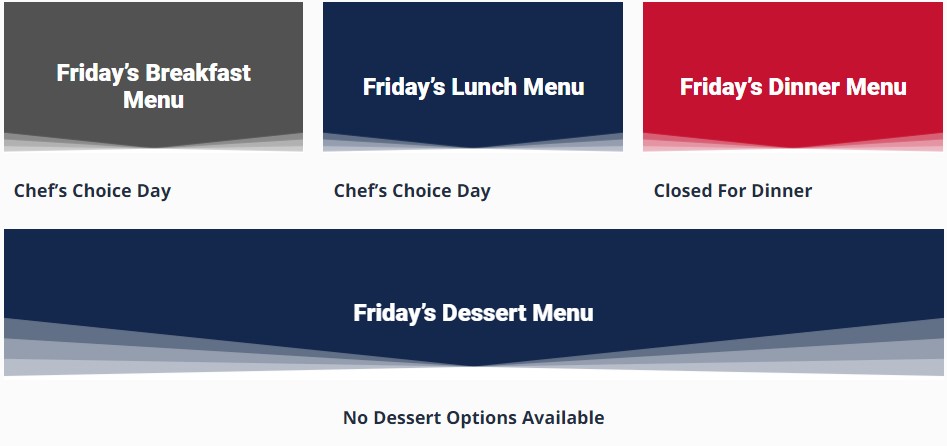 Friday’s Breakfast
Menu
Friday’s Lunch Menu
Friday’s Dinner Menu
Chef’s Choice Day
Chef’s Choice Day
Closed For Dinner
Friday’s Dessert Menu
No Dessert Options Available